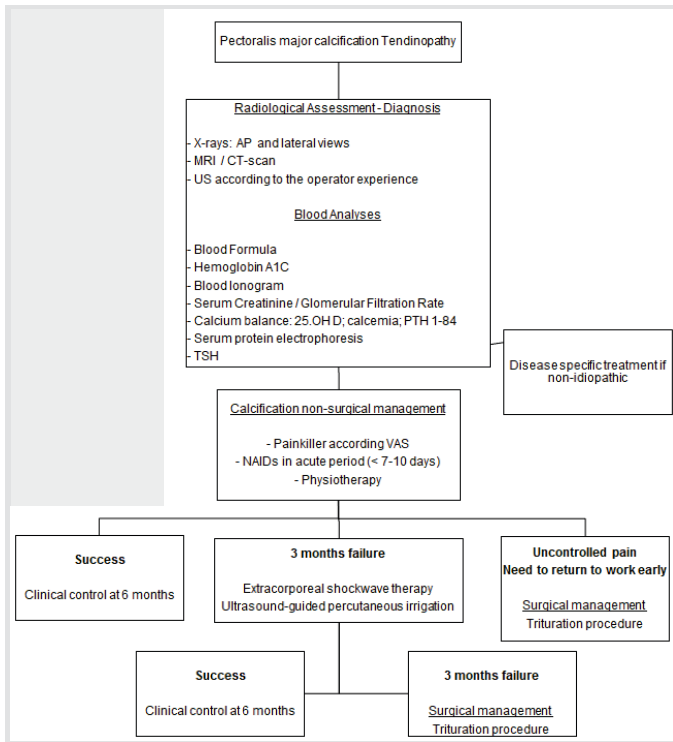 Pectoralis major calcification Tendinopathy
Radiological Assessment - Diagnosis
- X-rays: AP and lateral views
- MRI / CT-scan
- US according to the operator experience
Blood Analyses
- Blood Formula
- Hemoglobin A1C
- Blood Ionogram
- Serum Creatinine / Glomerular Filtration Rate
- Calcium balance: 25.OH D; calcemia; PTH 1-84
- Serum protein electrophoresis
- TSH
Disease specific treatment if
non-idiopathic
Calcification non-surgical management
- Painkiller according VAS
- NAIDs in acute period (< 7-10 days)
- Physiotherapy
Success
Clinical control at 6 months
3 months failure
Extracorporeal shockwave therapy
Ultrasound-guided percutaneous irrigation
Uncontrolled pain
Need to return to work early
Surgical management
Trituration procedure
Success
Clinical control at 6 months
3 months failure
Surgical management
Trituration procedure